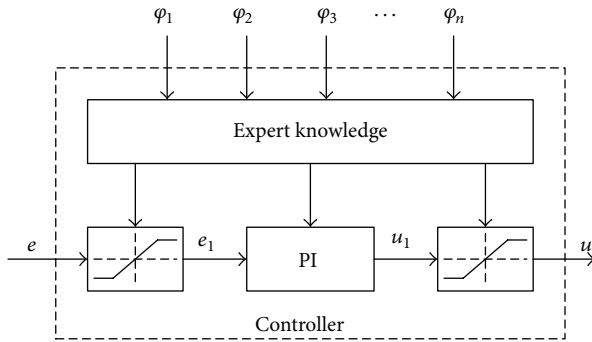 φ1 φ2 φ3 ⋯ φn
Expert knowledge
e e1 PI u1 u
Controller